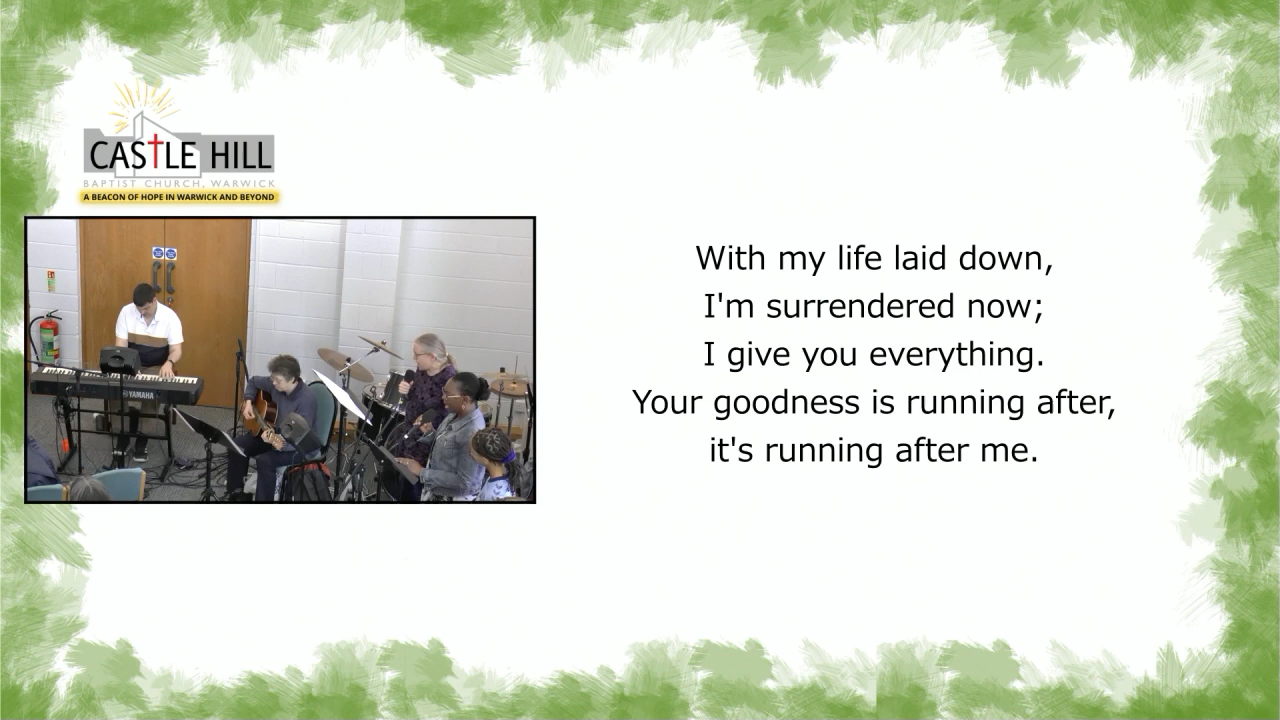 CASTLE HILL
BAPTIST CHURCH, WARWICK
A BEACON OF HOPE IN WARWICK AND BEYOND
YAMAHA
With my life laid down,
I'm surrendered now;
I give you everything.
Your goodness is running after,
it's running after me.